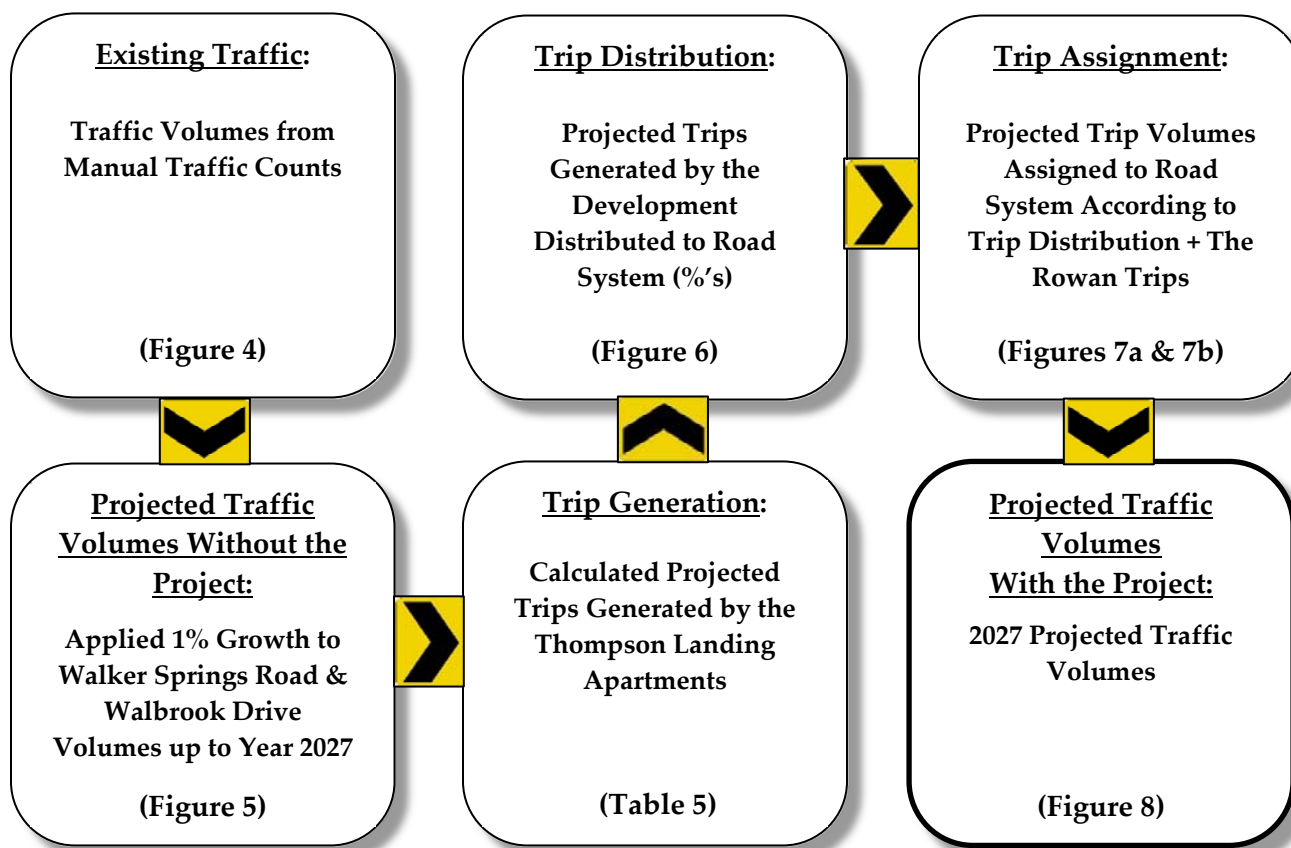 Existing Traffic:
Traffic Volumes from
Manual Traffic Counts
(Figure 4)
Projected Traffic
Volumes Without the
Project:
Applied 1% Growth to
Walker Springs Road &
Walbrook Drive
Volumes up to Year 2027
(Figure 5)
Trip Generation:
Calculated Projected
Trips Generated by the
Thompson Landing
Apartments
(Table 5)
Trip Distribution:
Projected Trips
Generated by the
Development
Distributed to Road
System (%’s)
(Figure 6)
Trip Assignment:
Projected Trip Volumes
Assigned to Road
System According to
Trip Distribution + The
Rowan Trips
(Figures 7a & 7b)
Projected Traffic
Volumes
With the Project:
2027 Projected Traffic
Volumes
(Figure 8)